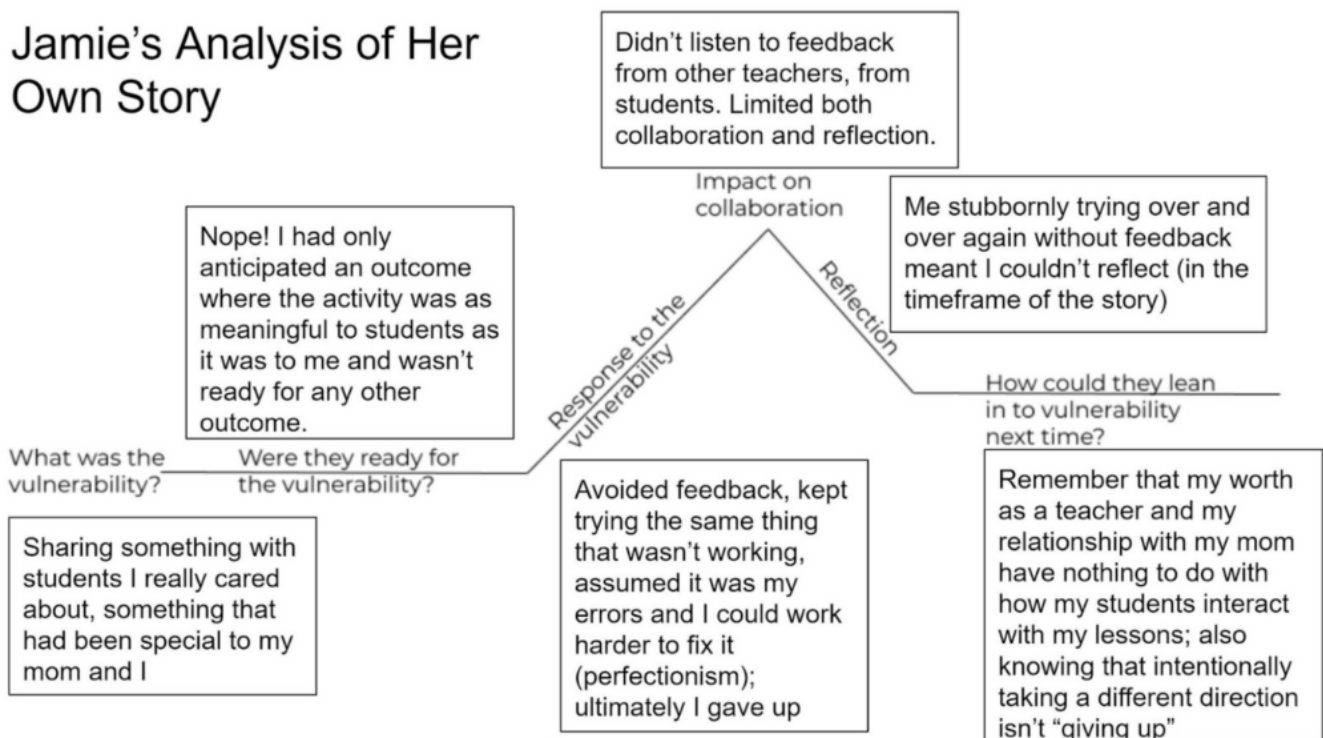 Jamie’s Analysis of Her
Own Story
Didn’t listen to feedback
from other teachers, from
students. Limited both
collaboration and reflection.
Impact on
collaboration
Nope! I had only
anticipated an outcome
where the activity was as
meaningful to students as
it was to me and wasn’t
ready for any other
outcome.
Me stubbornly trying over and
over again without feedback
meant I couldn’t reflect (in the
timeframe of the story)
Response to the
vulnerability
Reflection
What was the
vulnerability?
Were they ready for
the vulnerability?
How could they lean
in to vulnerability
next time?
Sharing something with
students I really cared
about, something that
had been special to my
mom and I
Avoided feedback, kept
trying the same thing
that wasn’t working,
assumed it was my
errors and I could work
harder to fix it
(perfectionism);
ultimately I gave up
Remember that my worth
as a teacher and my
relationship with my mom
have nothing to do with
how my students interact
with my lessons; also
knowing that intentionally
taking a different direction
isn’t “giving up”